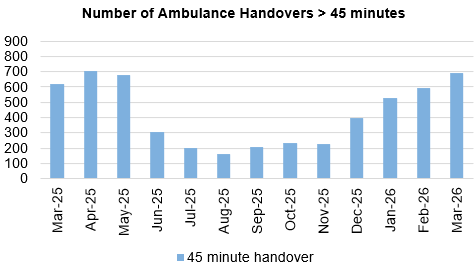 Number of Ambulance Handovers > 45 minutes
900
800
700
600
500
400
300
200
100
0
Mar-25
Apr-25
May-25
Jun-25
Jul-25
Aug-25
Sep-25
Oct-25
Nov-25
Dec-25
Jan-26
Feb-26
Mar-26
45 minute handover